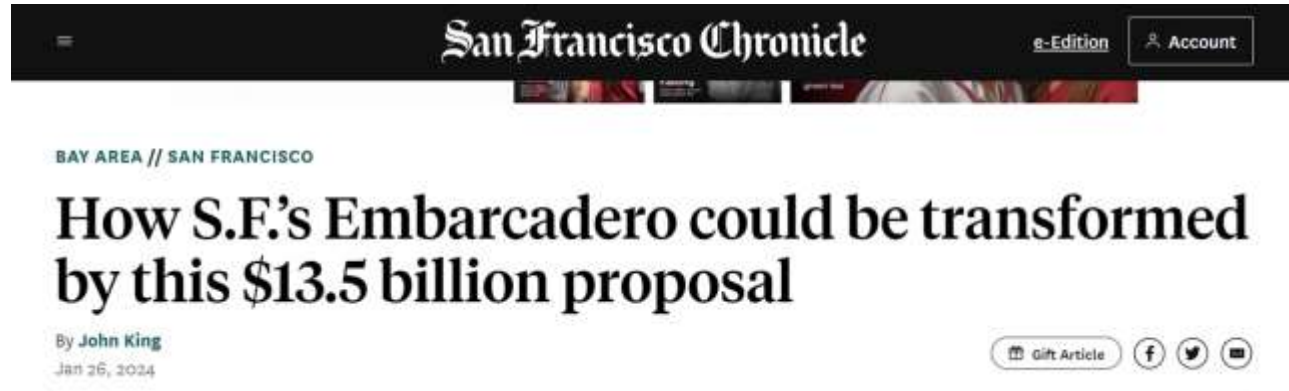 San Francisco Chronicle
e-Edition
Account
BAY AREA // SAN FRANCISCO
How S.F.'s Embarcadero could be transformed
by this $13.5 billion proposal
By John King
Jan 26, 2024
Gift Article